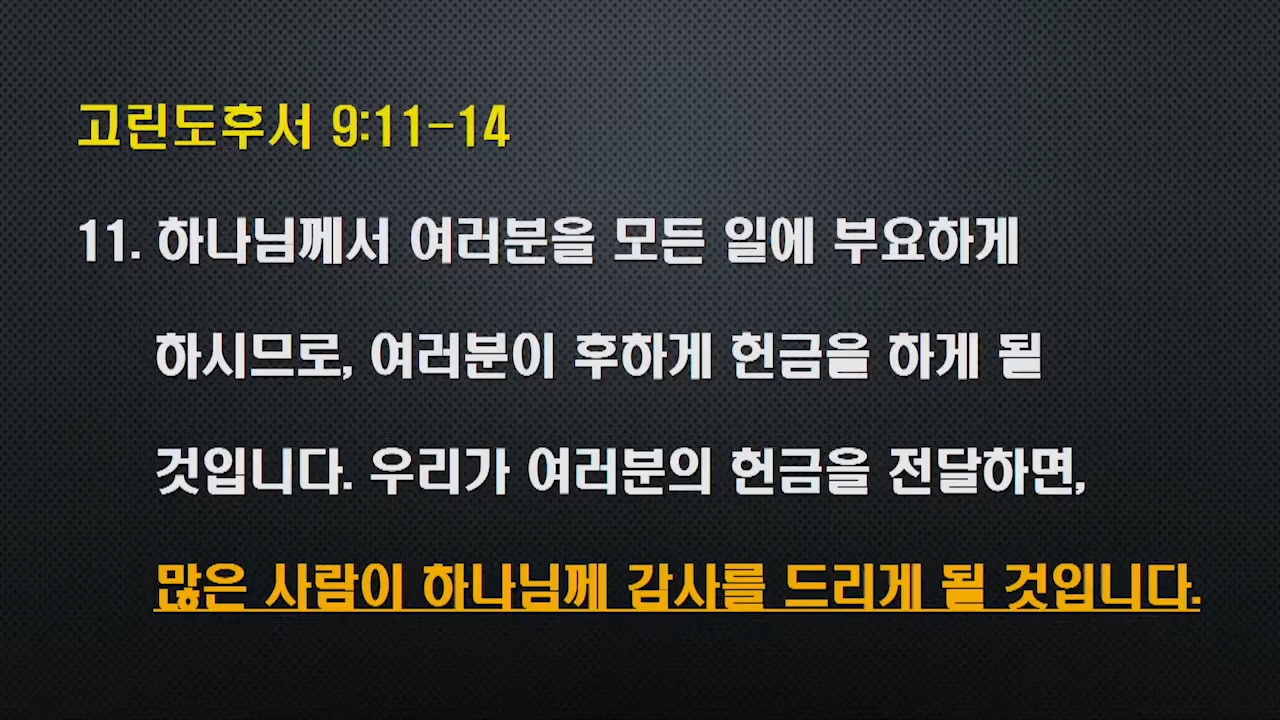 고린도후서 9:11-14
11. 하나님께서 여러분을 모든 일에 부요하게
하시므로, 여러분이 후하게 헌금을 하게 될
것입니다. 우리가 여러분의 헌금을 전달하면,
많은 사람이 하나님께 감사를 드리게 될 것입니다.